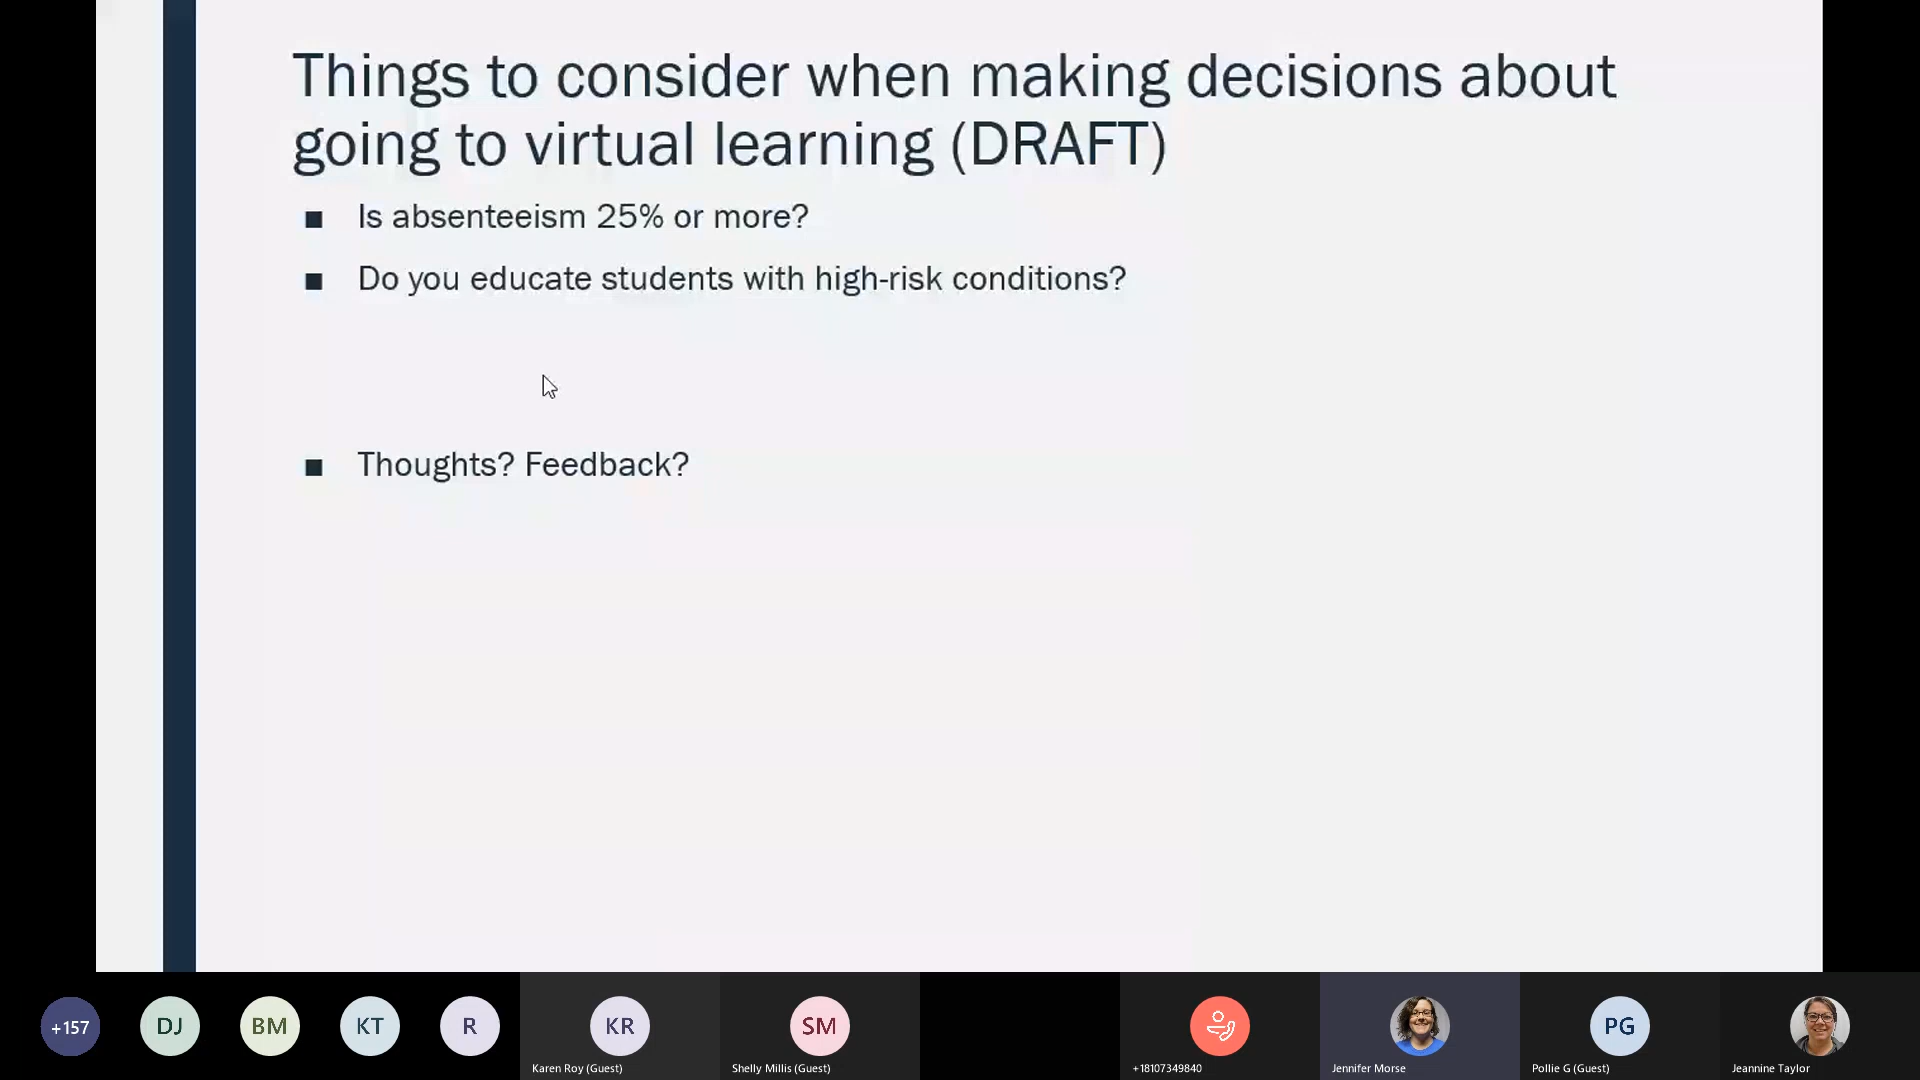 Things to consider when making decisions about
going to virtual learning (DRAFT)
Is absenteeism 25% or more?
Do you educate students with high-risk conditions?
Thoughts? Feedback?
+157
DJ
BM
KT
R
KR
SM
PG
Karen Roy (Guest)
Shelly Millis (Guest)
+18107349840
Jennifer Morse
Pollie G (Guest)
Jeannine Taylor